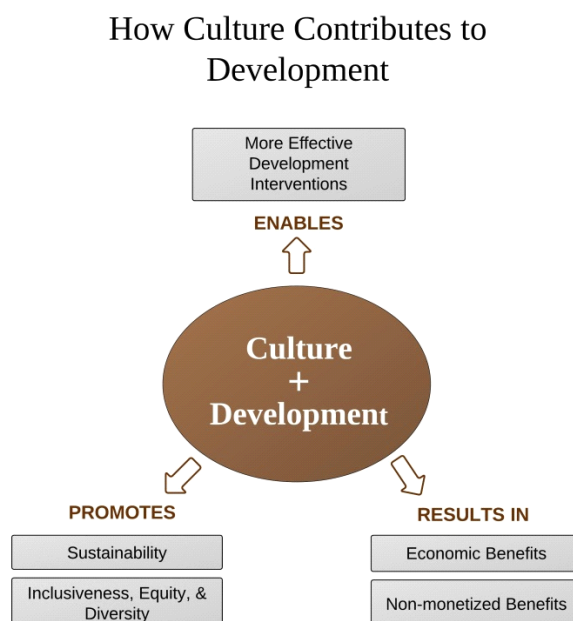 How Culture Contributes to
Development
More Effective
Development
Interventions
ENABLES
Culture
+
Development
PROMOTES
Sustainability
Inclusiveness, Equity, &
Diversity
RESULTS IN
Economic Benefits
Non-monetized Benefits